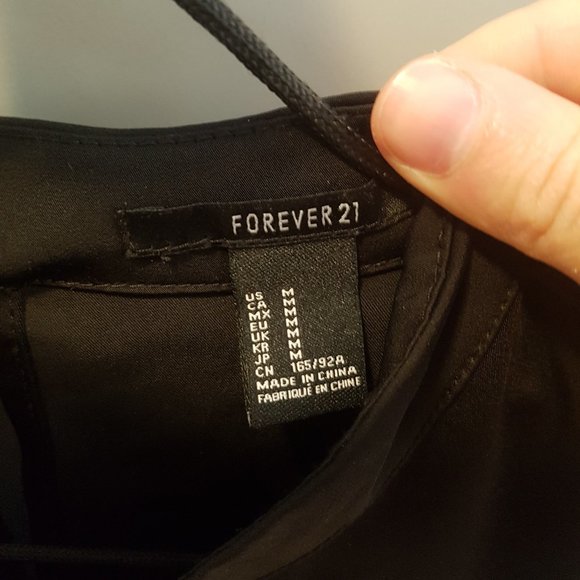 FOREVER 21
US M
CA M
MX M
EU M
UK M
KR M
JP M
CN 165/92A
MADE IN CHINA
FABRIQUÉ EN CHINE